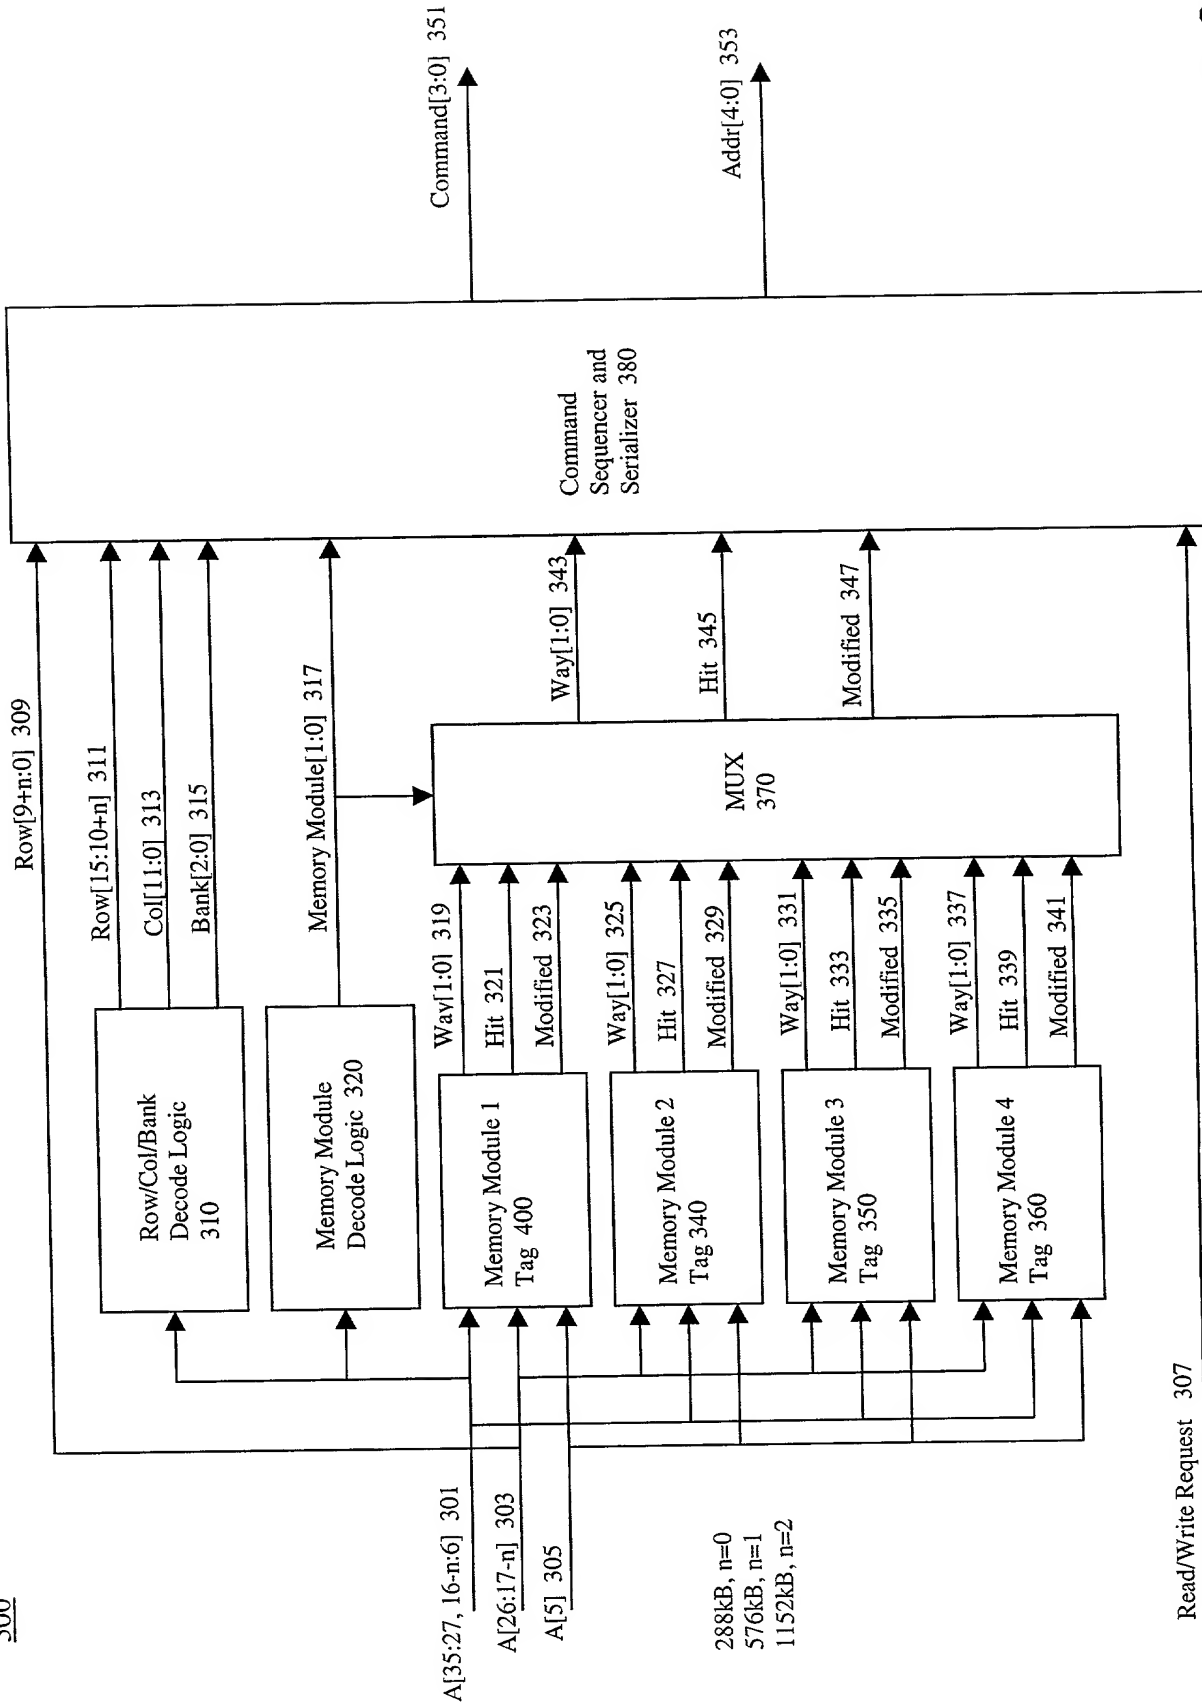 300
Row[9+n:0] 309
Row[15:10+n] 311
Col[11:0] 313
Bank[2:0] 315
Memory Module[1:0] 317
Row/Col/Bank
Decode Logic
310
Memory Module
Decode Logic 320
Memory Module 1
Tag 400
Memory Module 2
Tag 340
Memory Module 3
Tag 350
Memory Module 4
Tag 360
Way[1:0] 319
Hit 321
Modified 323
Way[1:0] 325
Hit 327
Modified 329
Way[1:0] 331
Hit 333
Modified 335
Way[1:0] 337
Hit 339
Modified 341
MUX
370
Way[1:0] 343
Hit 345
Modified 347
Command
Sequencer and
Serializer 380
Command[3:0] 351
Addr[4:0] 353
A[35:27, 16-n:6] 301
A[26:17-n] 303
A[5] 305
288kB, n=0
576kB, n=1
1152kB, n=2
Read/Write Request 307